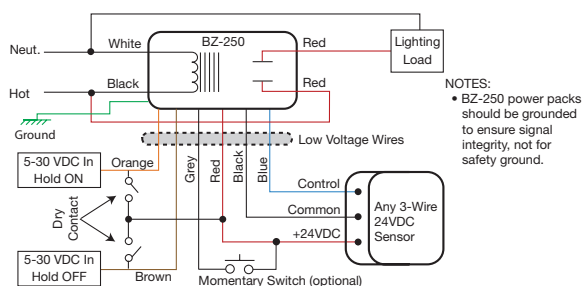 Neut.
White
BZ-250
Red
Lighting
Load
Hot
Black
Red
NOTES:
• BZ-250 power packs
should be grounded
to ensure signal
integrity, not for
safety ground.
Ground
Low Voltage Wires
5-30 VDC In
Hold ON
Orange
Grey
Red
Black
Blue
Control
Common
+24VDC
Any 3-Wire
24VDC
Sensor
Dry
Contact
5-30 VDC In
Hold OFF
Brown
Momentary Switch (optional)